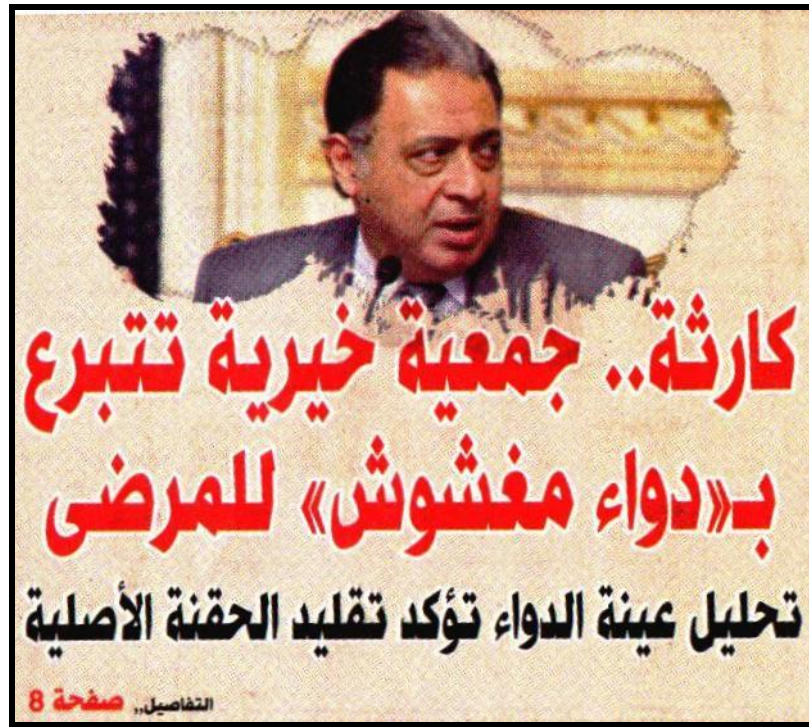 كارثة.. جمعية خيرية تتبرع
بـ«دواء مغشوش» للمرضى
تحليل عينة الدواء تؤكد تقليد الحقنة الأصلية
التفاصيل.. صفحة 8